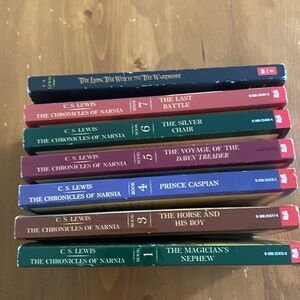 C. S. LEWIS
THE LION, THE WITCH AND THE WARDROBE
C. S. LEWIS
THE CHRONICLES OF NARNIA
BOOK
7
THE LAST
BATTLE
C. S. LEWIS
THE CHRONICLES OF NARNIA
BOOK
6
THE SILVER
CHAIR
C. S. LEWIS
THE CHRONICLES OF NARNIA
BOOK
5
THE VOYAGE OF THE
DAWN TREADER
C. S. LEWIS
THE CHRONICLES OF NARNIA
BOOK
4
PRINCE CASPIAN
C. S. LEWIS
THE CHRONICLES OF NARNIA
BOOK
3
THE HORSE AND
HIS BOY
C. S. LEWIS
THE CHRONICLES OF NARNIA
BOOK
1
THE MAGICIAN'S
NEPHEW